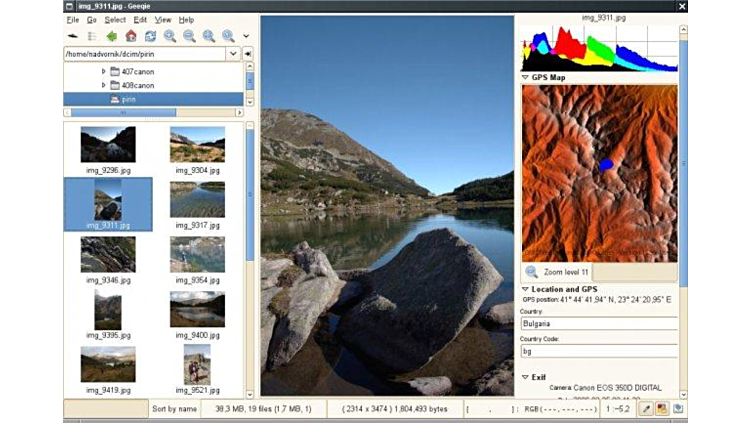 img_9311.jpg - Geeqie
File Go Select Edit View Help
/home/nadvornik/dcim/pirin
407canon
408canon
pirin
img_9296.jpg
img_9304.jpg
img_9311.jpg
img_9317.jpg
img_9346.jpg
img_9354.jpg
img_9395.jpg
img_9400.jpg
img_9419.jpg
img_9521.jpg
img_9311.jpg
GPS Map
Zoom level 11
Location and GPS
GPS position: 41° 44' 41,94" N, 23° 24' 20,95" E
Country:
Bulgaria
Country Code:
bg
Exif
Camera: Canon EOS 350D DIGITAL
Sort by name
38,3 MB, 19 files (1,7 MB, 1)
( 2314 x 3474 ) 1,804,493 bytes
[ , ]: RGB(---,---,---)
1 :-5,2